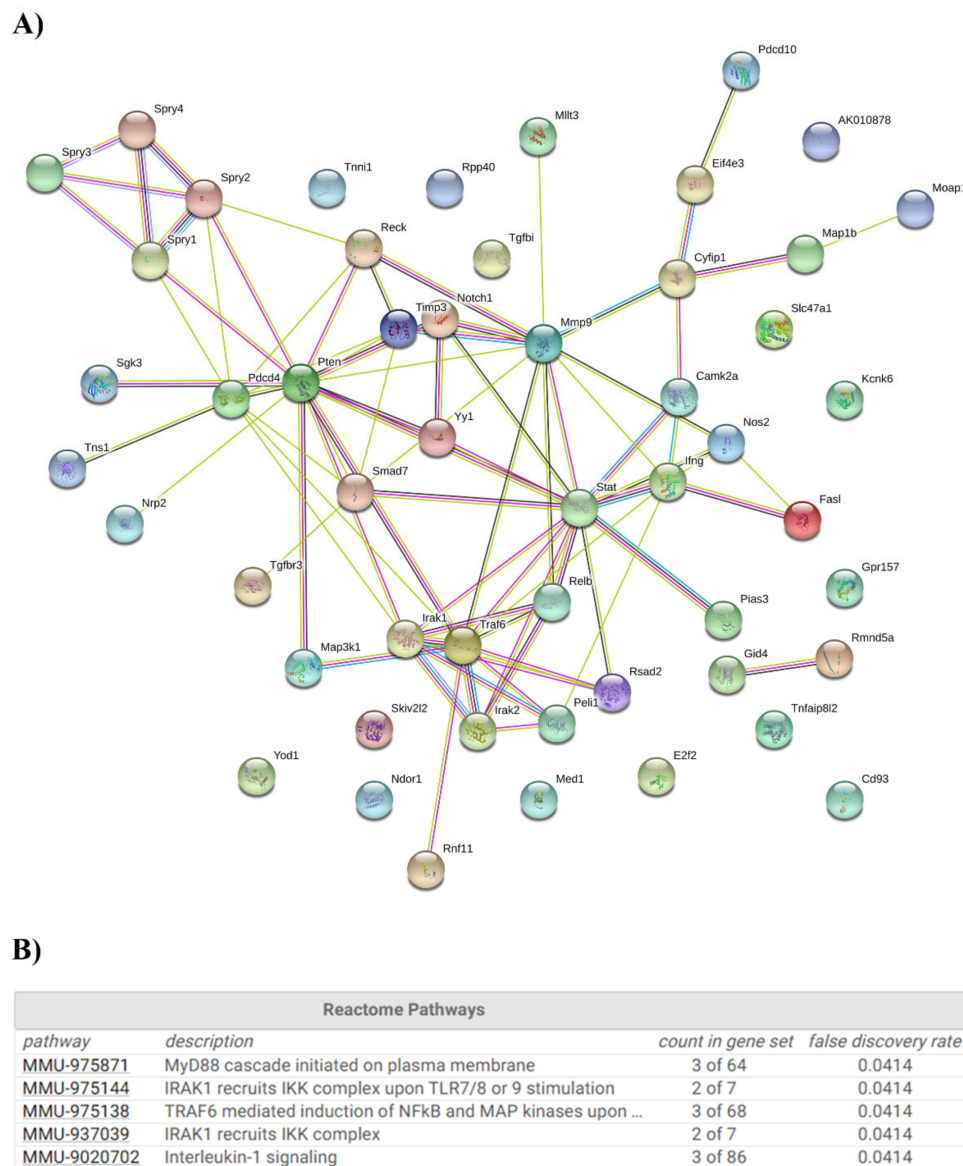 A)
Pdcd10
Spry4
Mllt3
AK010878
Spry3
Spry2
Eif4e3
Tnni1
Rpp40
Moap1
Spry1
Reck
Map1b
Tgfbi
Cyfip1
Timp3
Notch1
Slc47a1
Mmp9
Sgk3
Pdcd4
Pten
Camk2a
Kcnk6
Yy1
Nos2
Tns1
Smad7
Ifng
Stat
Fasl
Nrp2
Tgfbr3
Relb
Gpr157
Irak1
Traf6
Pias3
Map3k1
Gid4
Rmnd5a
Rsad2
Skiv2l2
Irak2
Peli1
Tnfaip8l2
Yod1
E2f2
Ndor1
Med1
Cd93
Rnf11
B)
Reactome Pathways
pathway description count in gene set false discovery rate
MMU-975871 MyD88 cascade initiated on plasma membrane 3 of 64 0.0414
MMU-975144 IRAK1 recruits IKK complex upon TLR7/8 or 9 stimulation 2 of 7 0.0414
MMU-975138 TRAF6 mediated induction of NFkB and MAP kinases upon ... 3 of 68 0.0414
MMU-937039 IRAK1 recruits IKK complex 2 of 7 0.0414
MMU-9020702 Interleukin-1 signaling 3 of 86 0.0414